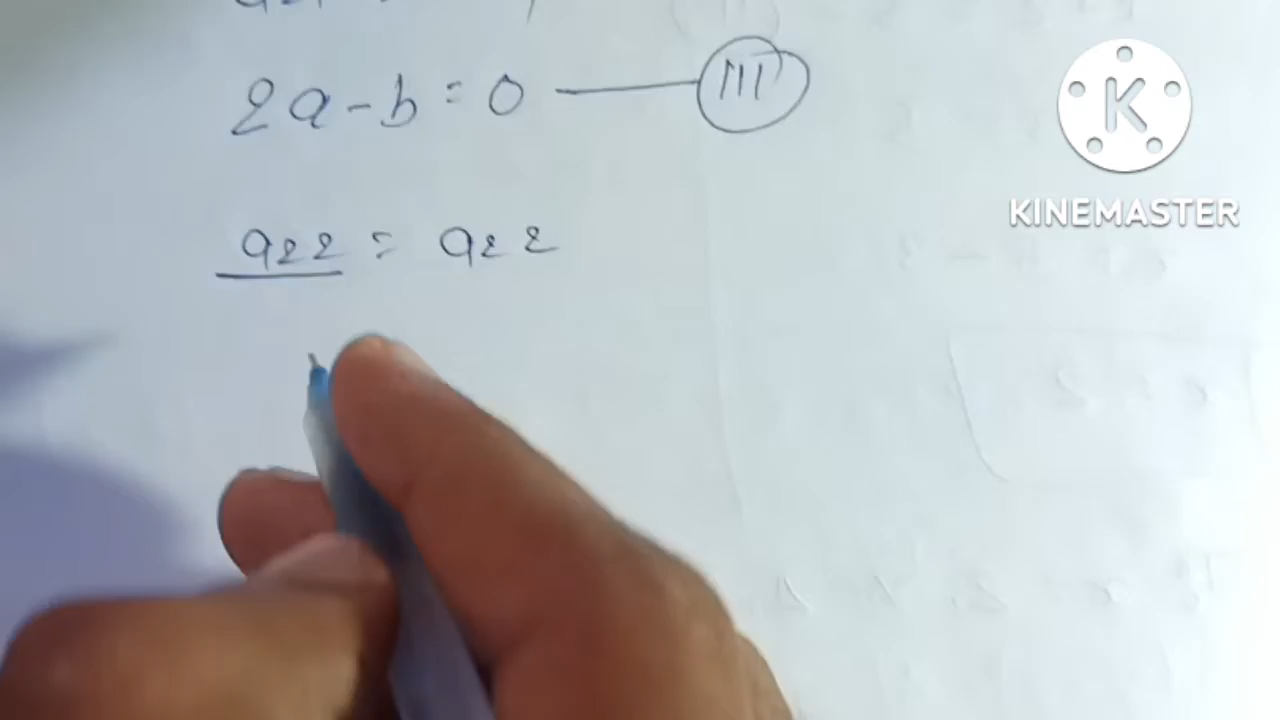 2a-b=0 — III
a22 = a22
K
KINEMASTER